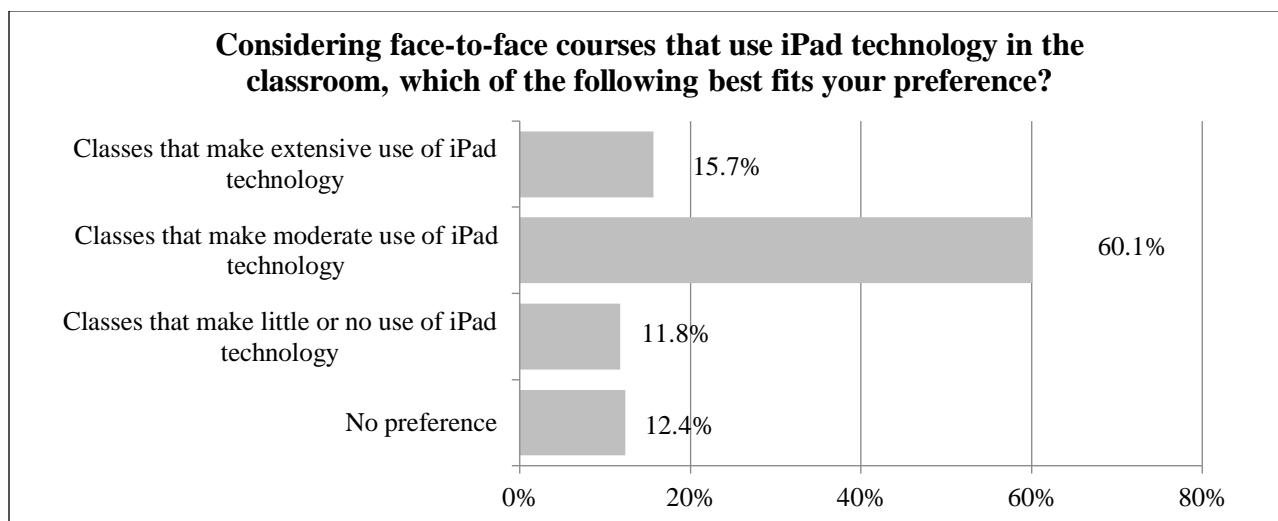 Considering face-to-face courses that use iPad technology in the
classroom, which of the following best fits your preference?
Classes that make extensive use of iPad
technology
15.7%
Classes that make moderate use of iPad
technology
60.1%
Classes that make little or no use of iPad
technology
11.8%
No preference
12.4%
0% 20% 40% 60% 80%